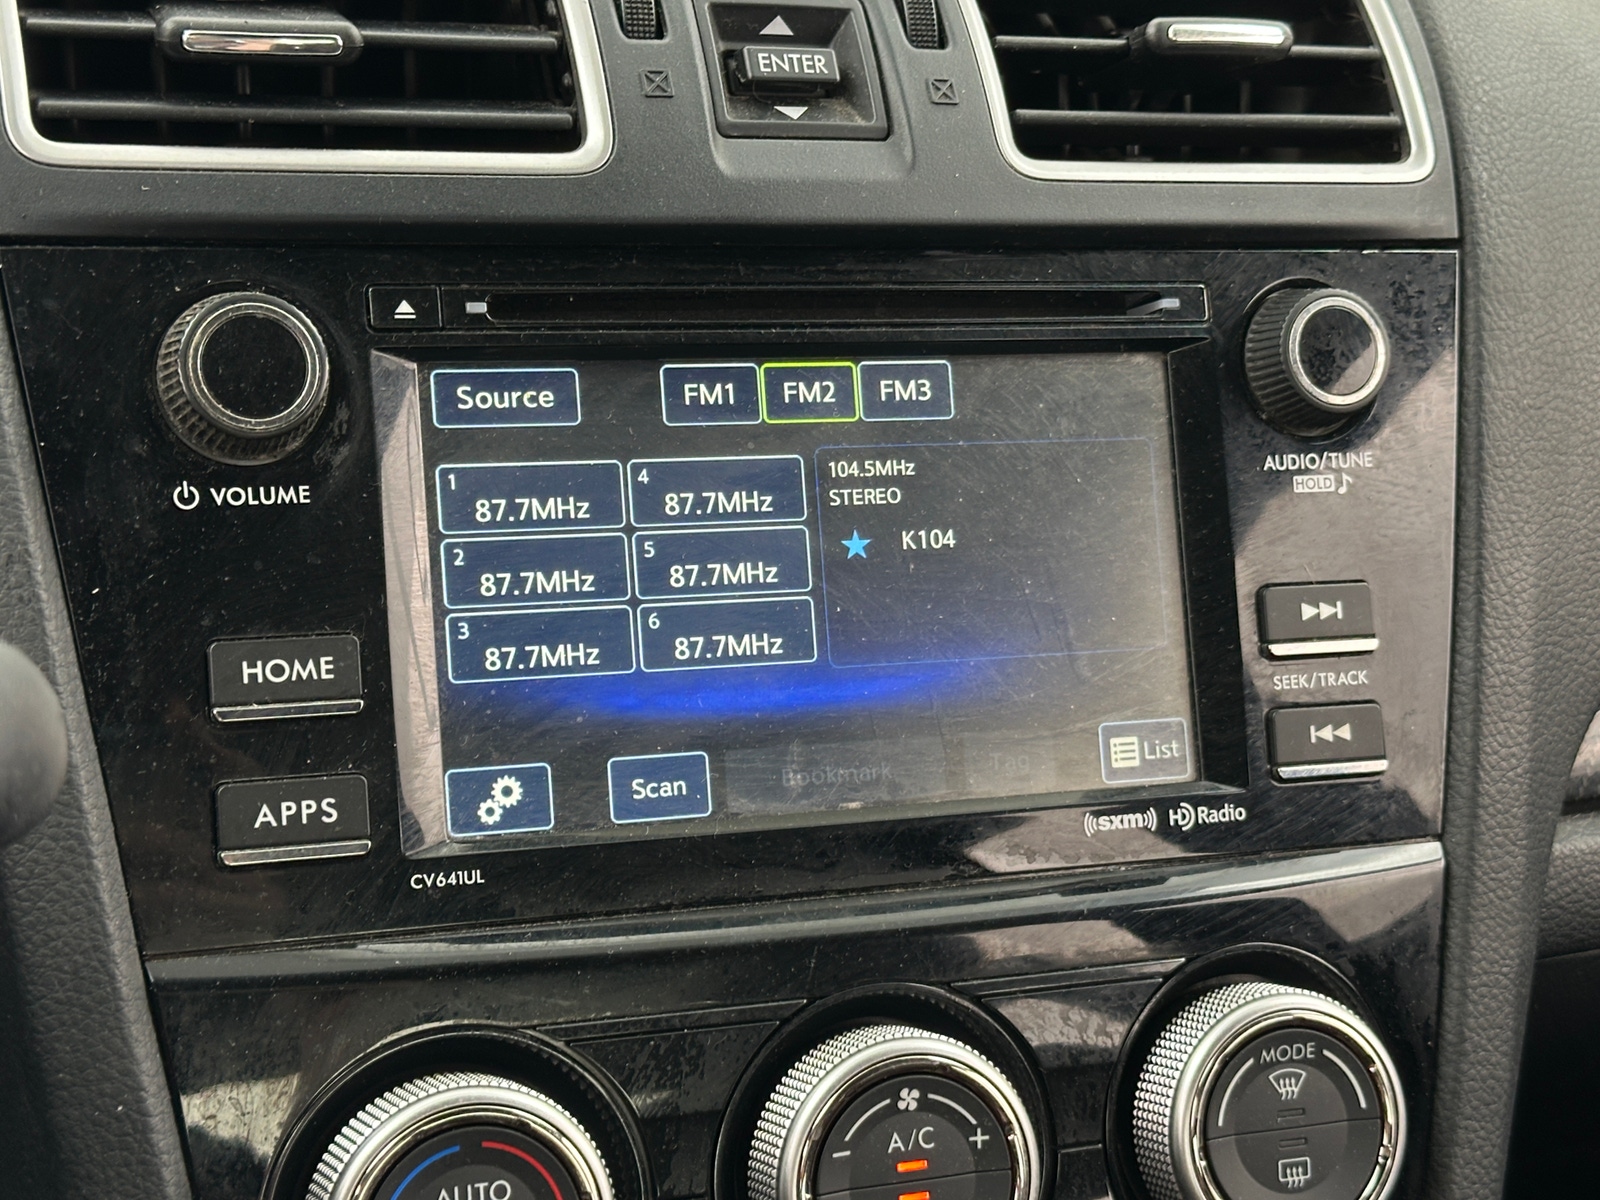 ENTER
VOLUME
AUDIO/TUNE
HOLD
Source
FM1 FM2 FM3
1 87.7MHz
4 87.7MHz
2 87.7MHz
5 87.7MHz
3 87.7MHz
6 87.7MHz
104.5MHz
STEREO
K104
HOME
APPS
SEEK/TRACK
Scan
Bookmark
Tag
List
CV641UL
((sxm)) HD Radio
AUTO
A/C
- +
MODE